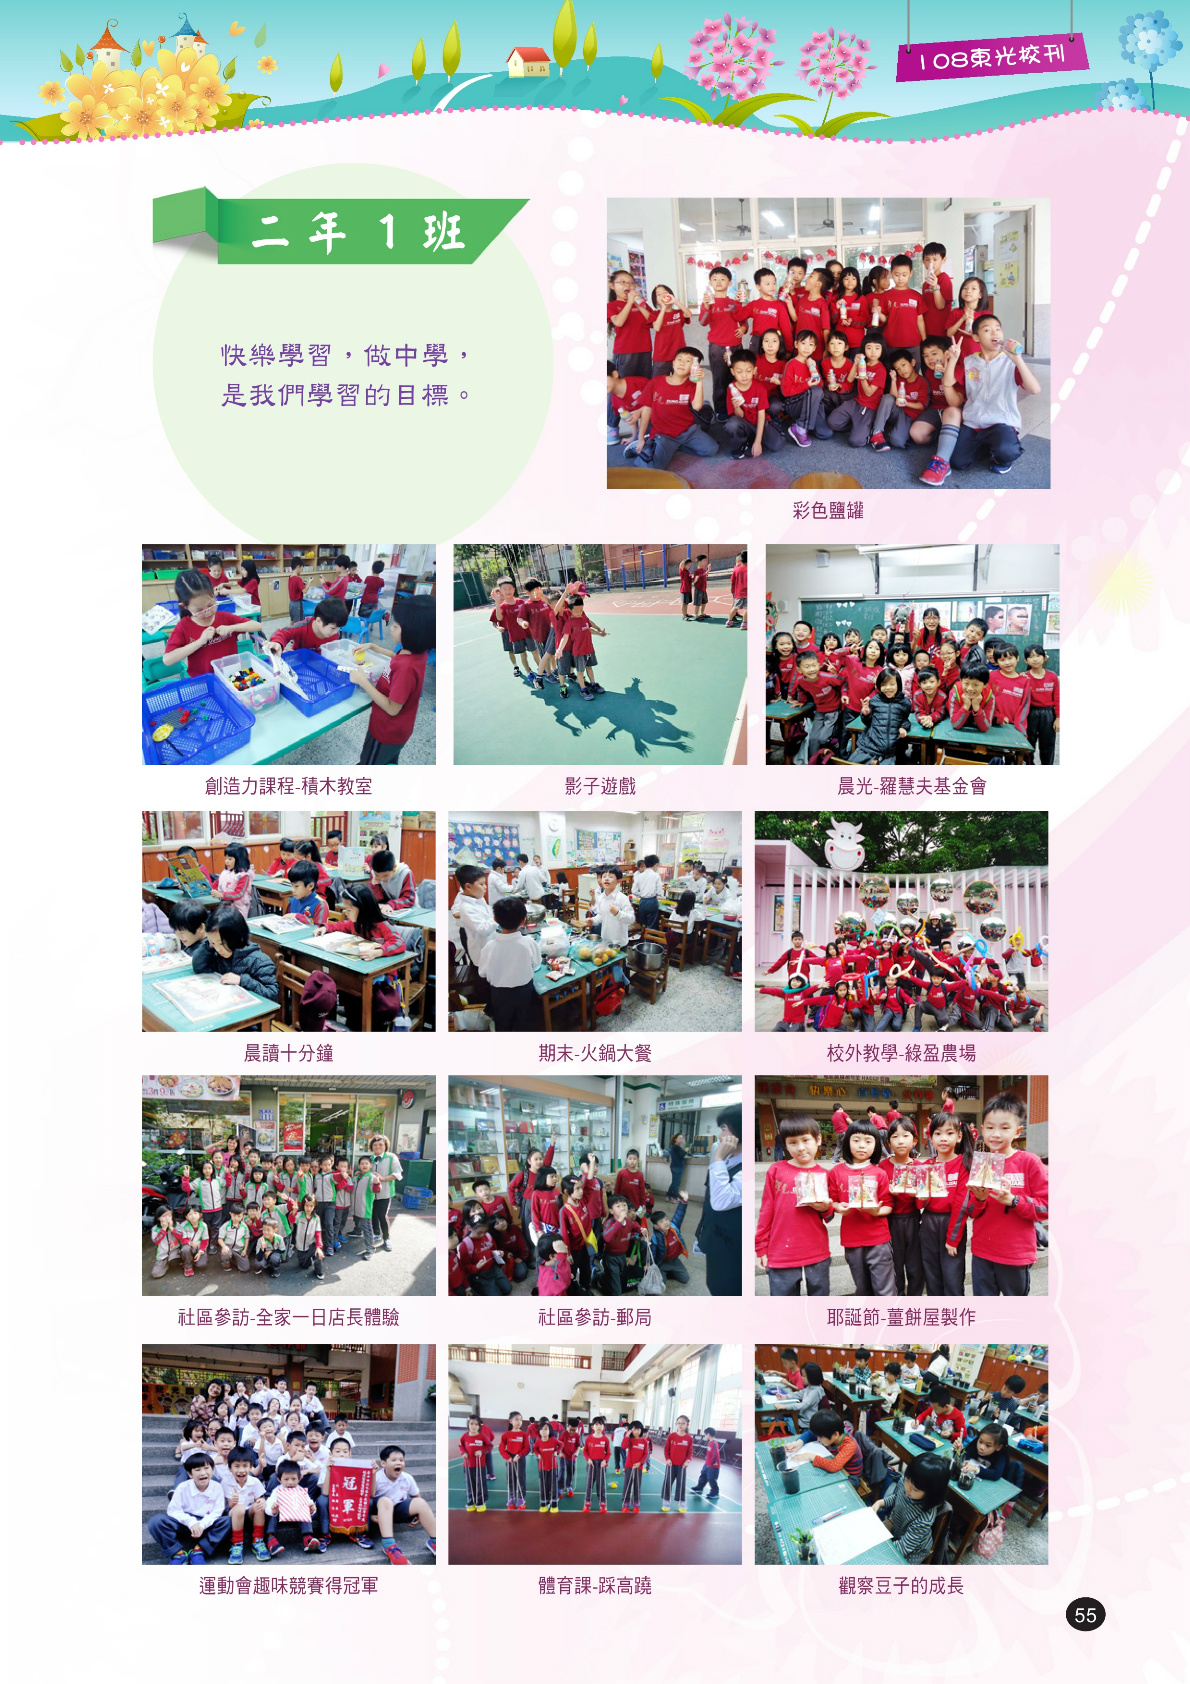 108東光校刊
二年 1 班
快樂學習，做中學，
是我們學習的目標。
彩色鹽罐
創造力課程-積木教室
影子遊戲
晨光-羅慧夫基金會
晨讀十分鐘
期末-火鍋大餐
校外教學-綠盈農場
社區參訪-全家一日店長體驗
社區參訪-郵局
耶誕節-薑餅屋製作
冠軍
運動會趣味競賽得冠軍
體育課-踩高蹺
觀察豆子的成長
55